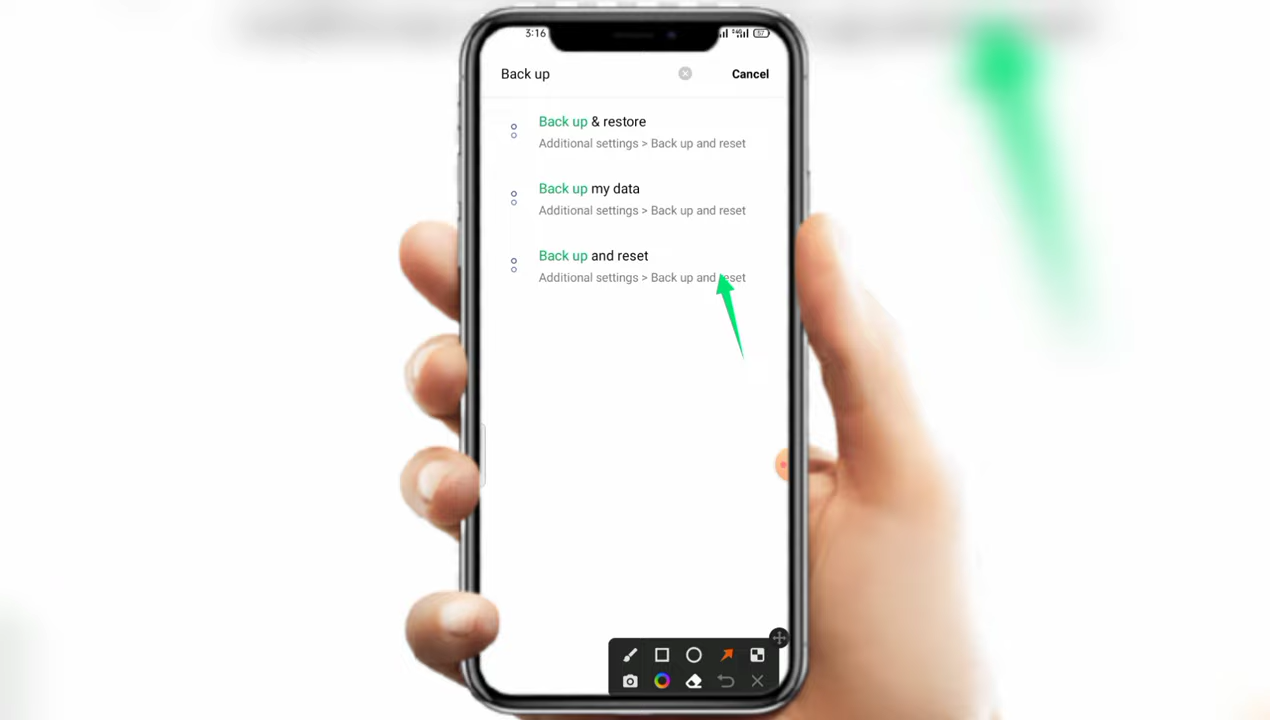 3:16
57
Back up
Cancel
Back up & restore
Additional settings > Back up and reset
Back up my data
Additional settings > Back up and reset
Back up and reset
Additional settings > Back up and reset